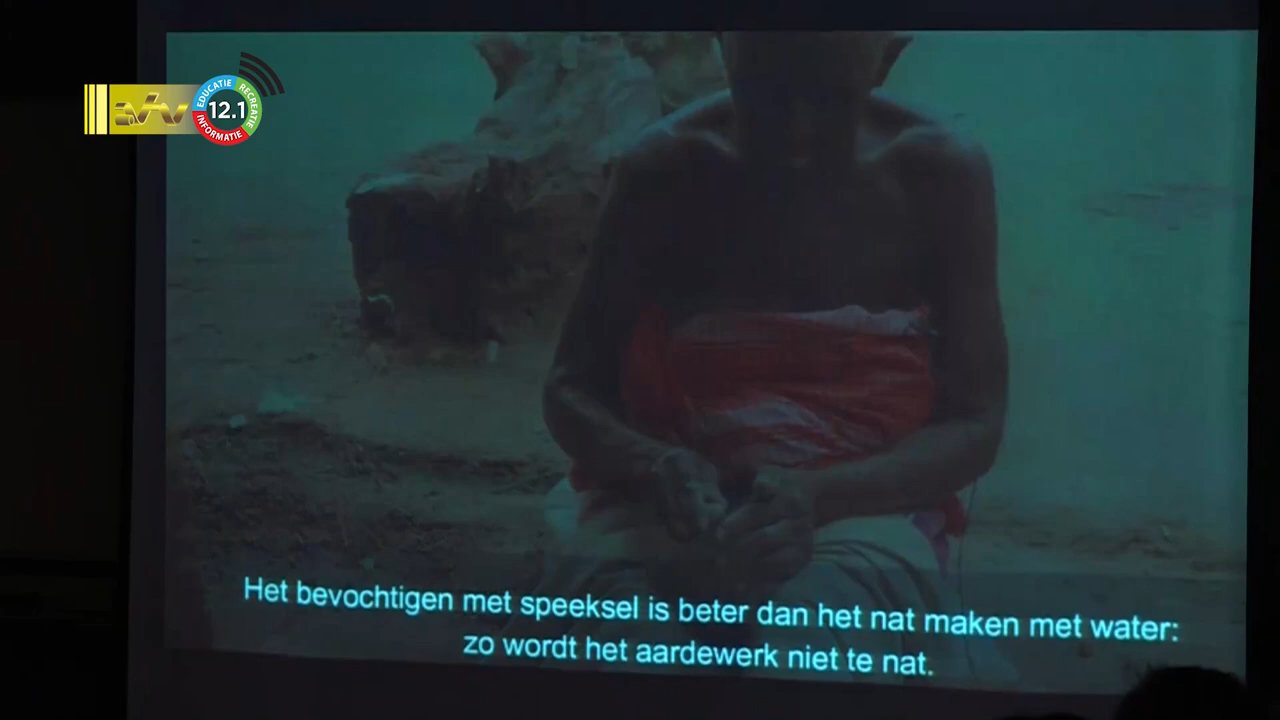 EDUCATIE
RECREATIE
12.1
INFORMATIE
Het bevochtigen met speeksel is beter dan het nat maken met water:
zo wordt het aardewerk niet te nat.